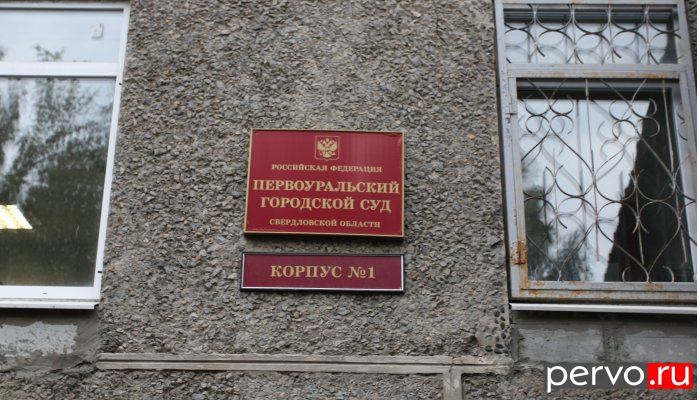 РОССИЙСКАЯ ФЕДЕРАЦИЯ
ПЕРВОУРАЛЬСКИЙ
ГОРОДСКОЙ СУД
СВЕРДЛОВСКОЙ ОБЛАСТИ
КОРПУС №1
pervo.ru